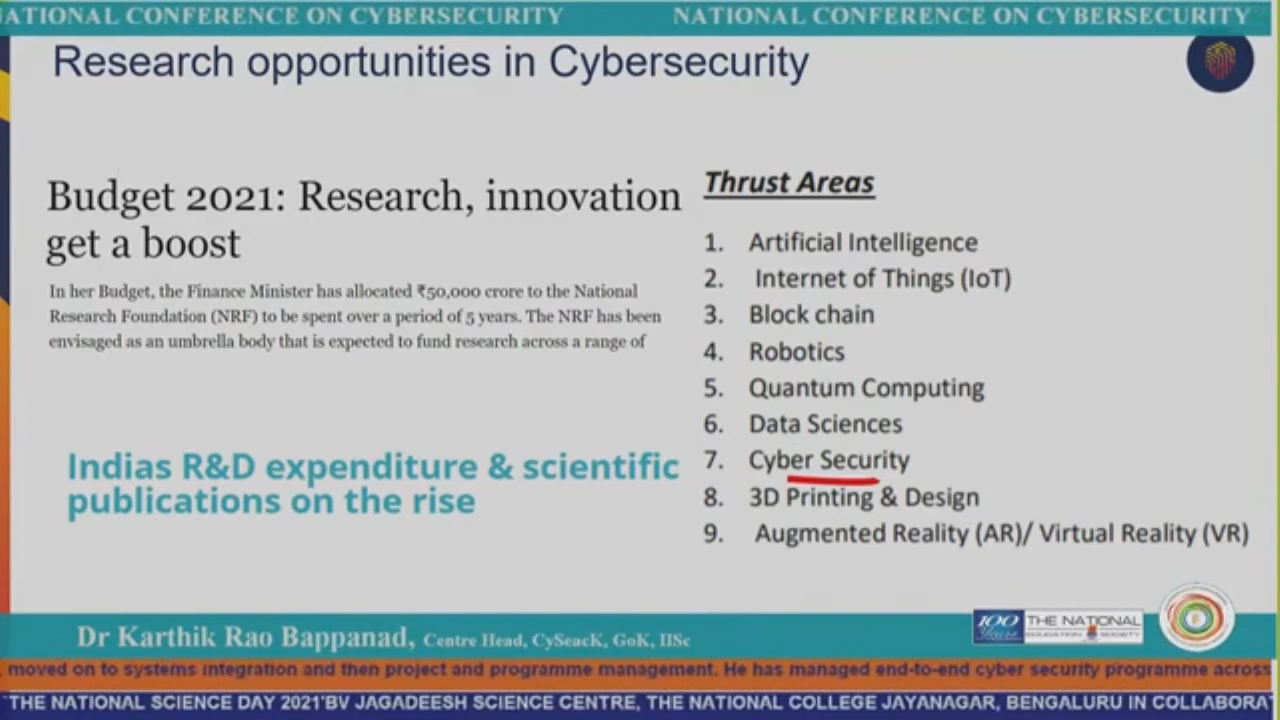 ATIONAL CONFERENCE ON CYBERSECURITY NATIONAL CONFERENCE ON CYBERSECURITY
Research opportunities in Cybersecurity
Budget 2021: Research, innovation
get a boost
In her Budget, the Finance Minister has allocated ₹50,000 crore to the National
Research Foundation (NRF) to be spent over a period of 5 years. The NRF has been
envisaged as an umbrella body that is expected to fund research across a range of
Indias R&D expenditure & scientific
publications on the rise
Thrust Areas
1. Artificial Intelligence
2. Internet of Things (IoT)
3. Block chain
4. Robotics
5. Quantum Computing
6. Data Sciences
7. Cyber Security
8. 3D Printing & Design
9. Augmented Reality (AR)/ Virtual Reality (VR)
Dr Karthik Rao Bappanad, Centre Head, CySeacK, GoK, IISc
100 Years THE NATIONAL
EDUCATION SOCIETY
moved on to systems integration and then project and programme management. He has managed end-to-end cyber security programme across
'THE NATIONAL SCIENCE DAY 2021'BV JAGADEESH SCIENCE CENTRE, THE NATIONAL COLLEGE JAYANAGAR, BENGALURU IN COLLABORA